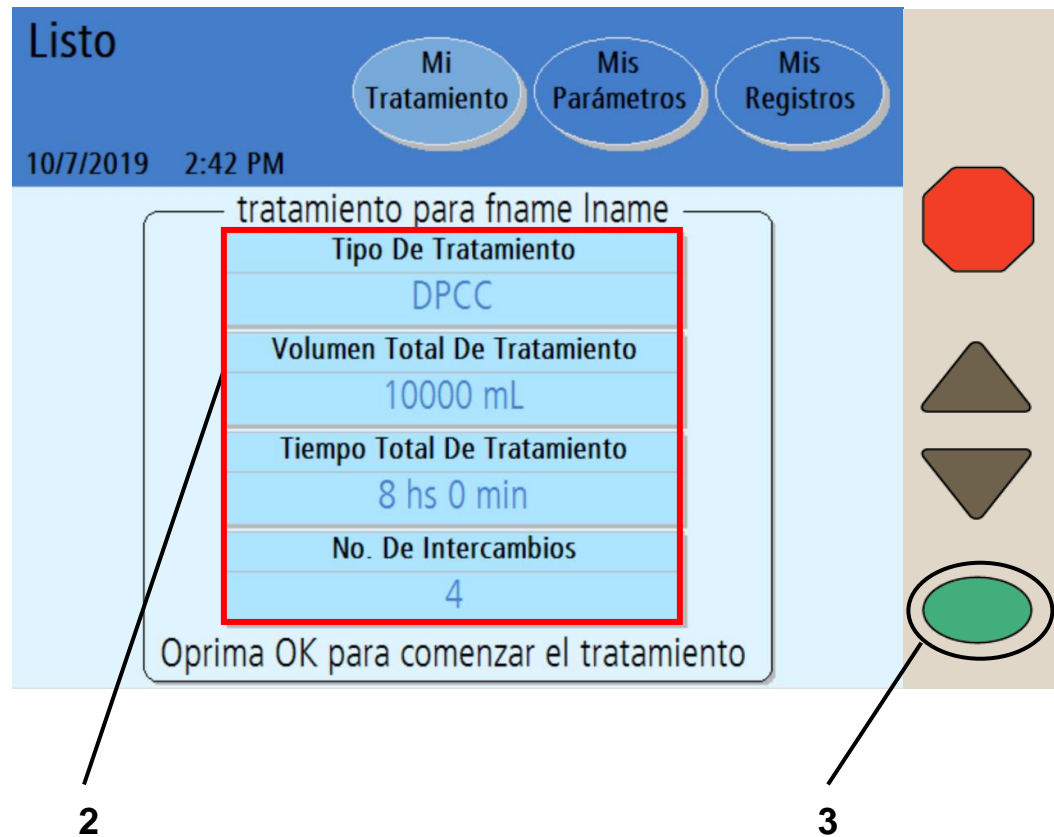 Listo
Mi
Tratamiento
Mis
Parámetros
Mis
Registros
10/7/2019 2:42 PM
tratamiento para fname lname
Tipo De Tratamiento
DPCC
Volumen Total De Tratamiento
10000 mL
Tiempo Total De Tratamiento
8 hs 0 min
No. De Intercambios
4
Oprima OK para comenzar el tratamiento
2
3